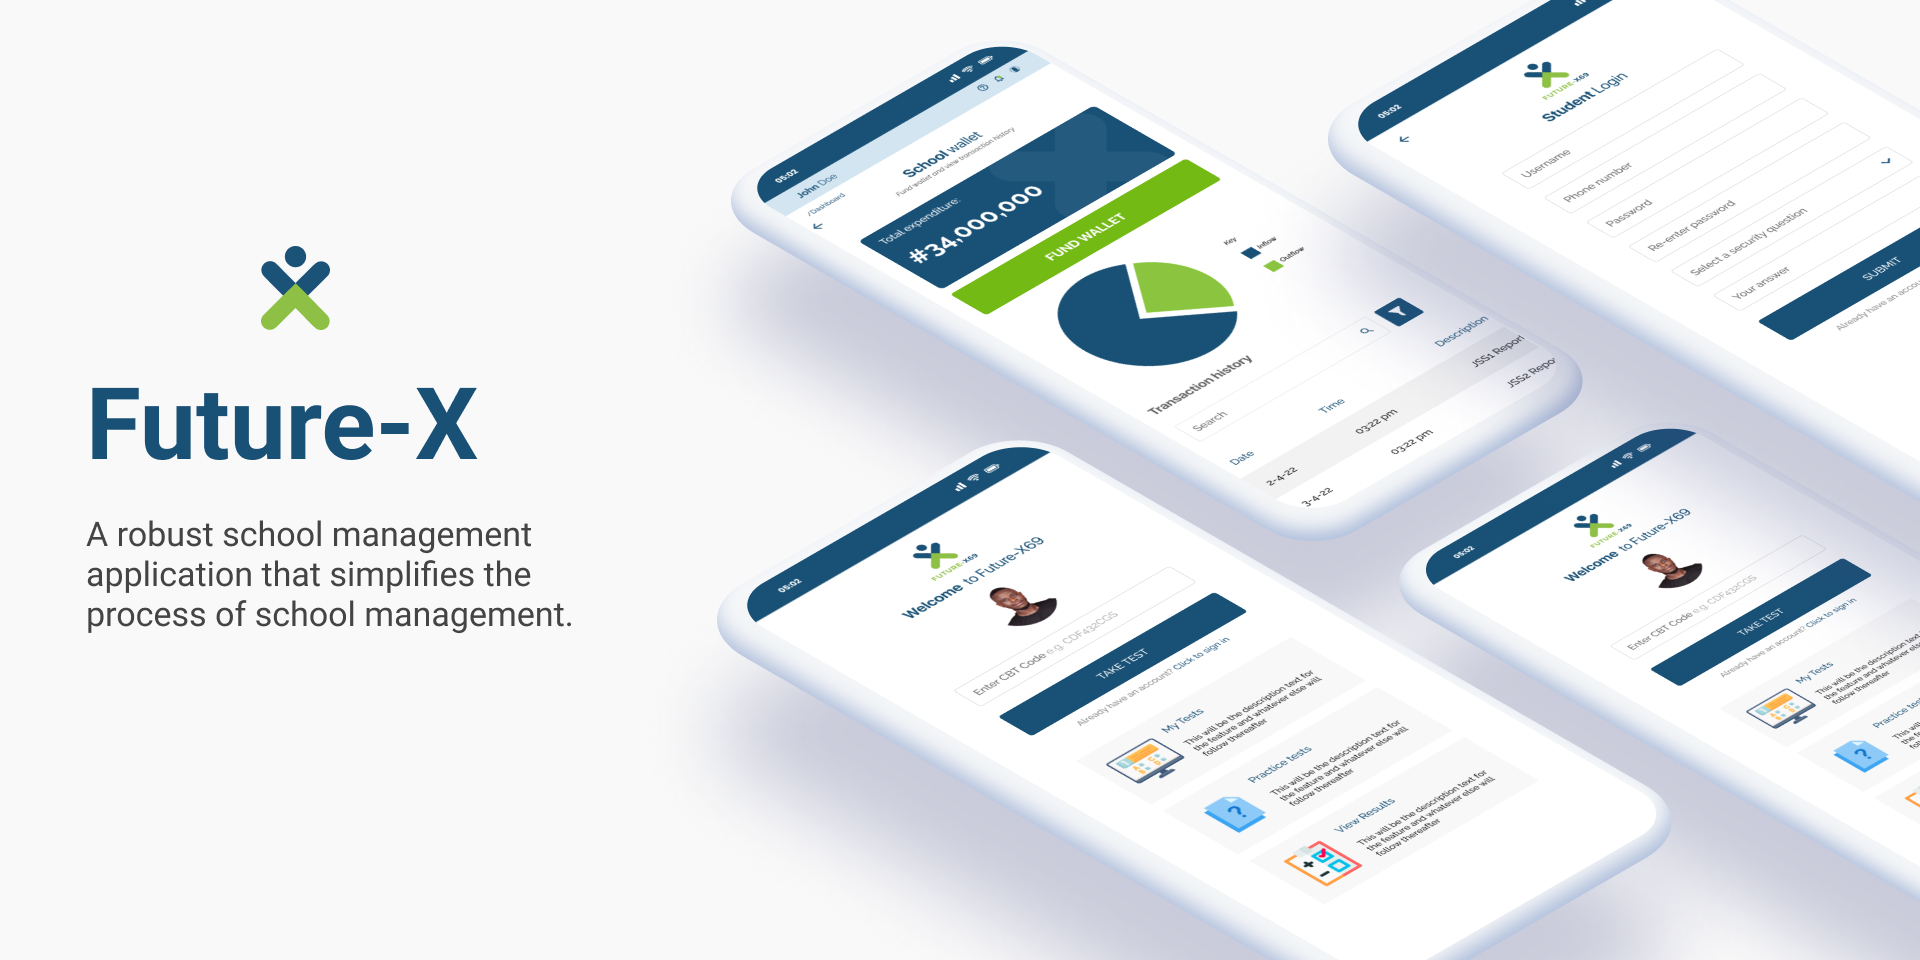 Future-X
A robust school management
application that simplifies the
process of school management.
05:02
John Doe
/Dashboard
School wallet
Fund wallet and view transaction history
Total expenditure:
#34,000,000
FUND WALLET
Key
Inflow
Outflow
Transaction history
Search
Date
Time
Description
2-4-22
03:22 pm
JSS1 Report
3-4-22
03:22 pm
JSS2 Repo
05:02
FUTURE-X69
Student Login
Username
Phone number
Password
Re-enter password
Select a security question
Your answer
SUBMIT
Already have an accou
05:02
FUTURE-X69
Welcome to Future-X69
Enter CBT Code e.g. CDF432CGS
TAKE TEST
Already have an account? Click to sign in
My Tests
This will be the description text for
the feature and whatever else will
follow thereafter
Practice tests
This will be the description text for
the feature and whatever else will
follow thereafter
View Results
This will be the description text for
the feature and whatever else will
follow thereafter
05:02
FUTURE-X69
Welcome to Future-X69
Enter CBT Code e.g. CDF432CGS
TAKE TEST
Already have an account? Click to sign in
My Tests
This will be the description text
the feature and whatever else
follow thereafter
Practice tes
This wi
the fe
foll